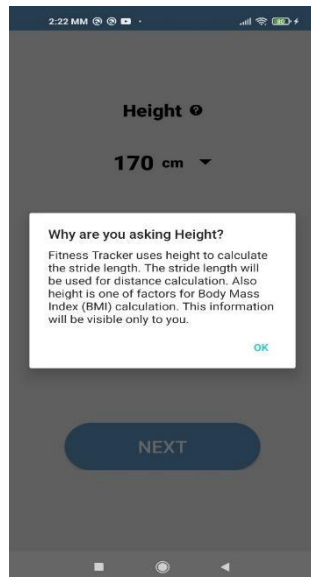 2:22 MM
Height
170 cm
Why are you asking Height?
Fitness Tracker uses height to calculate
the stride length. The stride length will
be used for distance calculation. Also
height is one of factors for Body Mass
Index (BMI) calculation. This information
will be visible only to you.
OK
NEXT